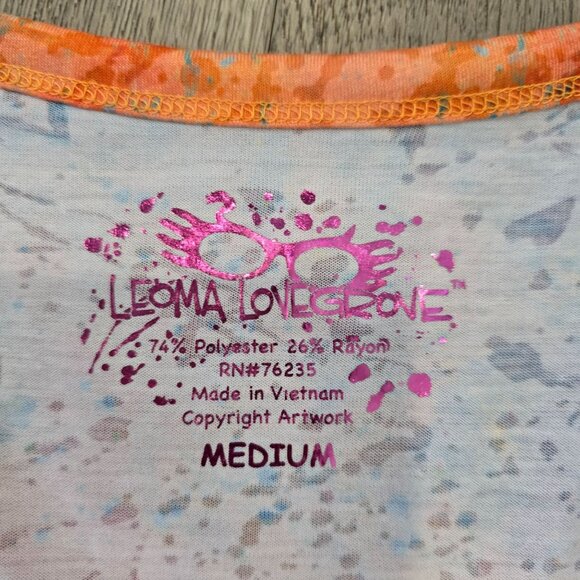 LEOMA LOVEGROVE™
74% Polyester 26% Rayon
RN#76235
Made in Vietnam
Copyright Artwork
MEDIUM